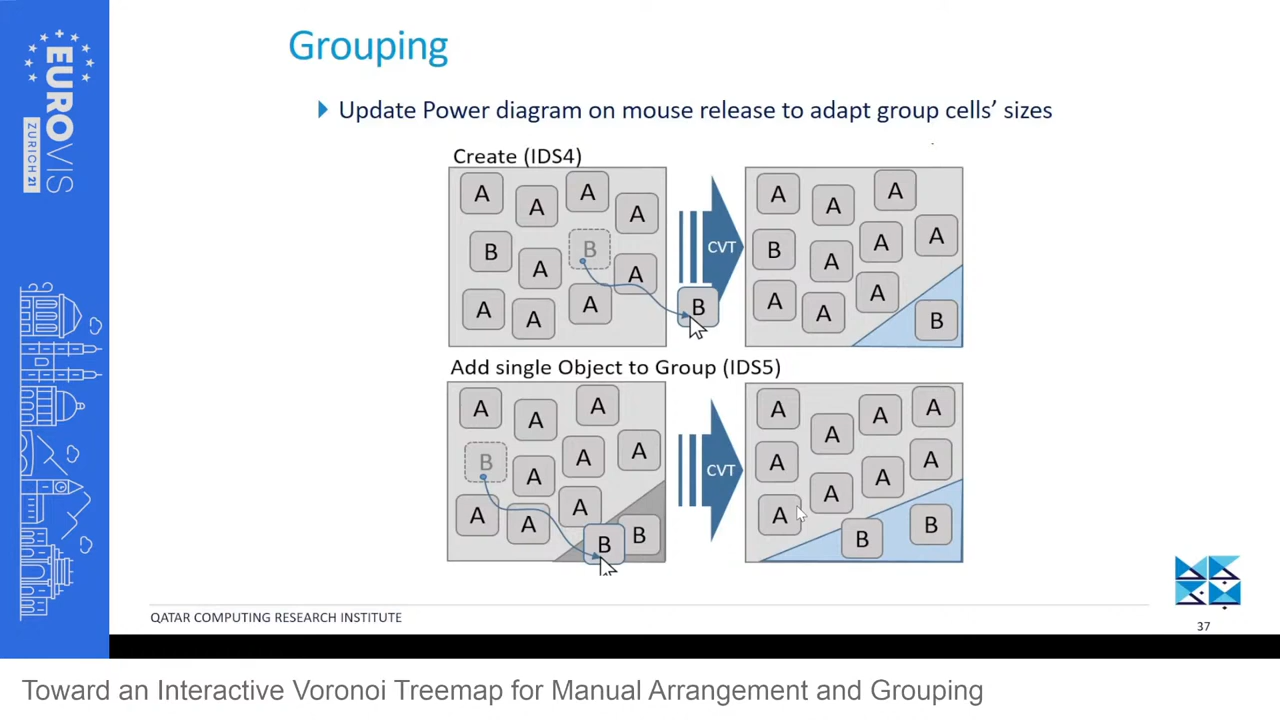 EUROVIS
ZURICH 21
Grouping
Update Power diagram on mouse release to adapt group cells’ sizes
Create (IDS4)
A A A A
B A B A
A A A
B
CVT
A A A
B A A A
A A A
B
Add single Object to Group (IDS5)
A A A
B A A A
A A A
B B
CVT
A A A A
A A A A
A
B B
QATAR COMPUTING RESEARCH INSTITUTE
37
Toward an Interactive Voronoi Treemap for Manual Arrangement and Grouping